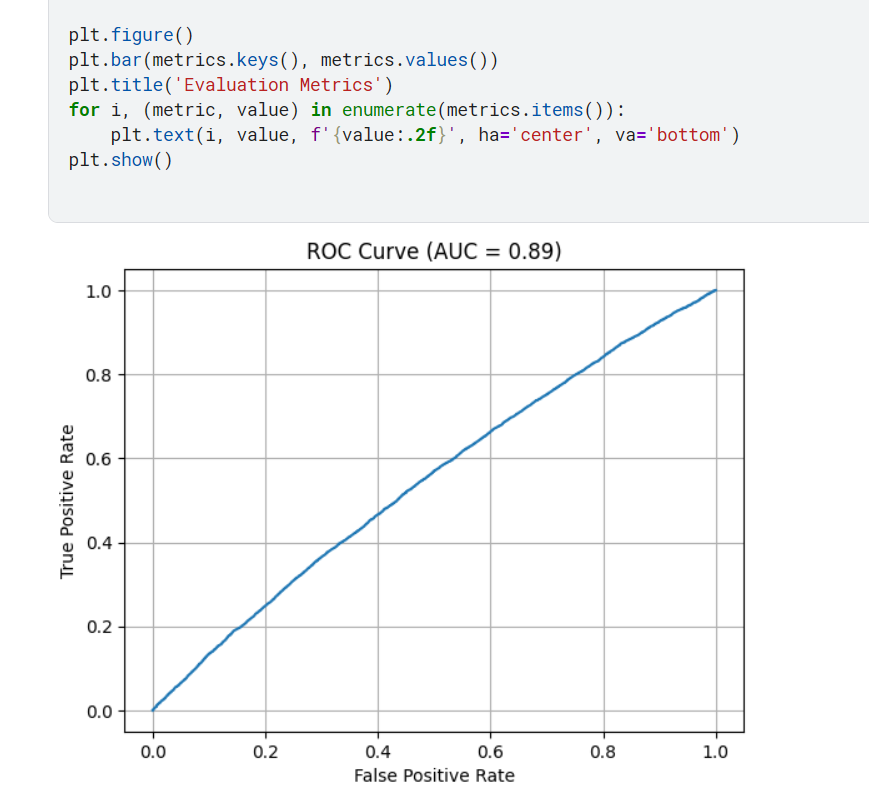 plt.figure()
plt.bar(metrics.keys(), metrics.values())
plt.title('Evaluation Metrics')
for i, (metric, value) in enumerate(metrics.items()):
    plt.text(i, value, f'{value:.2f}', ha='center', va='bottom')
plt.show()
ROC Curve (AUC = 0.89)
1.0
0.8
0.6
0.4
0.2
0.0
True Positive Rate
0.0 0.2 0.4 0.6 0.8 1.0
False Positive Rate